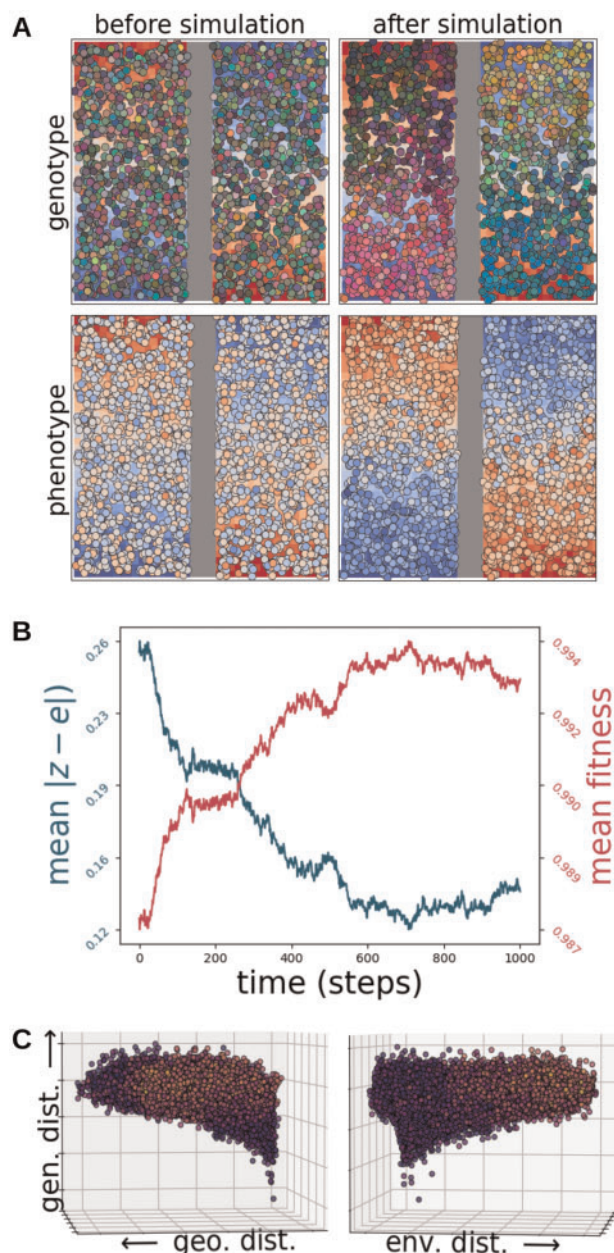 A
before simulation
after simulation
genotype
phenotype
B
mean |z − e|)
0.26
0.23
0.19
0.16
0.12
0.994
0.992
0.990
0.989
0.987
mean fitness
0
200
400
600
800
1000
time (steps)
C
gen. dist. ⟶
⟵ geo. dist.
env. dist. ⟶